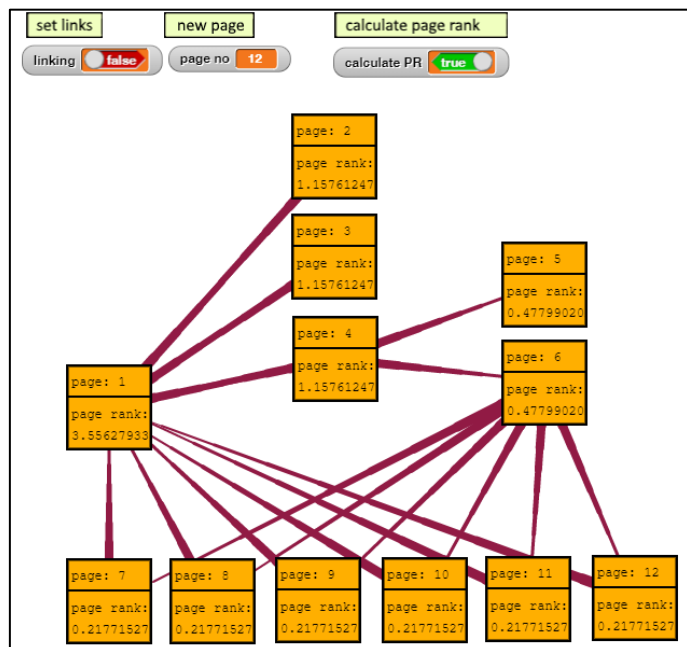 set links
new page
calculate page rank
linking false
page no 12
calculate PR true
page: 2
page rank:
1.15761247
page: 3
page rank:
1.15761247
page: 5
page rank:
0.47799020
page: 4
page rank:
1.15761247
page: 6
page rank:
0.47799020
page: 1
page rank:
3.55627933
page: 7
page rank:
0.21771527
page: 8
page rank:
0.21771527
page: 9
page rank:
0.21771527
page: 10
page rank:
0.21771527
page: 11
page rank:
0.21771527
page: 12
page rank:
0.21771527